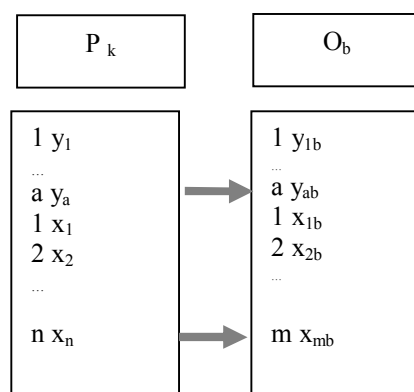 P k
O b
1 y1
...
a ya
1 x1
2 x2
...
n xn
1 y1b
...
a yab
1 x1b
2 x2b
...
m xmb